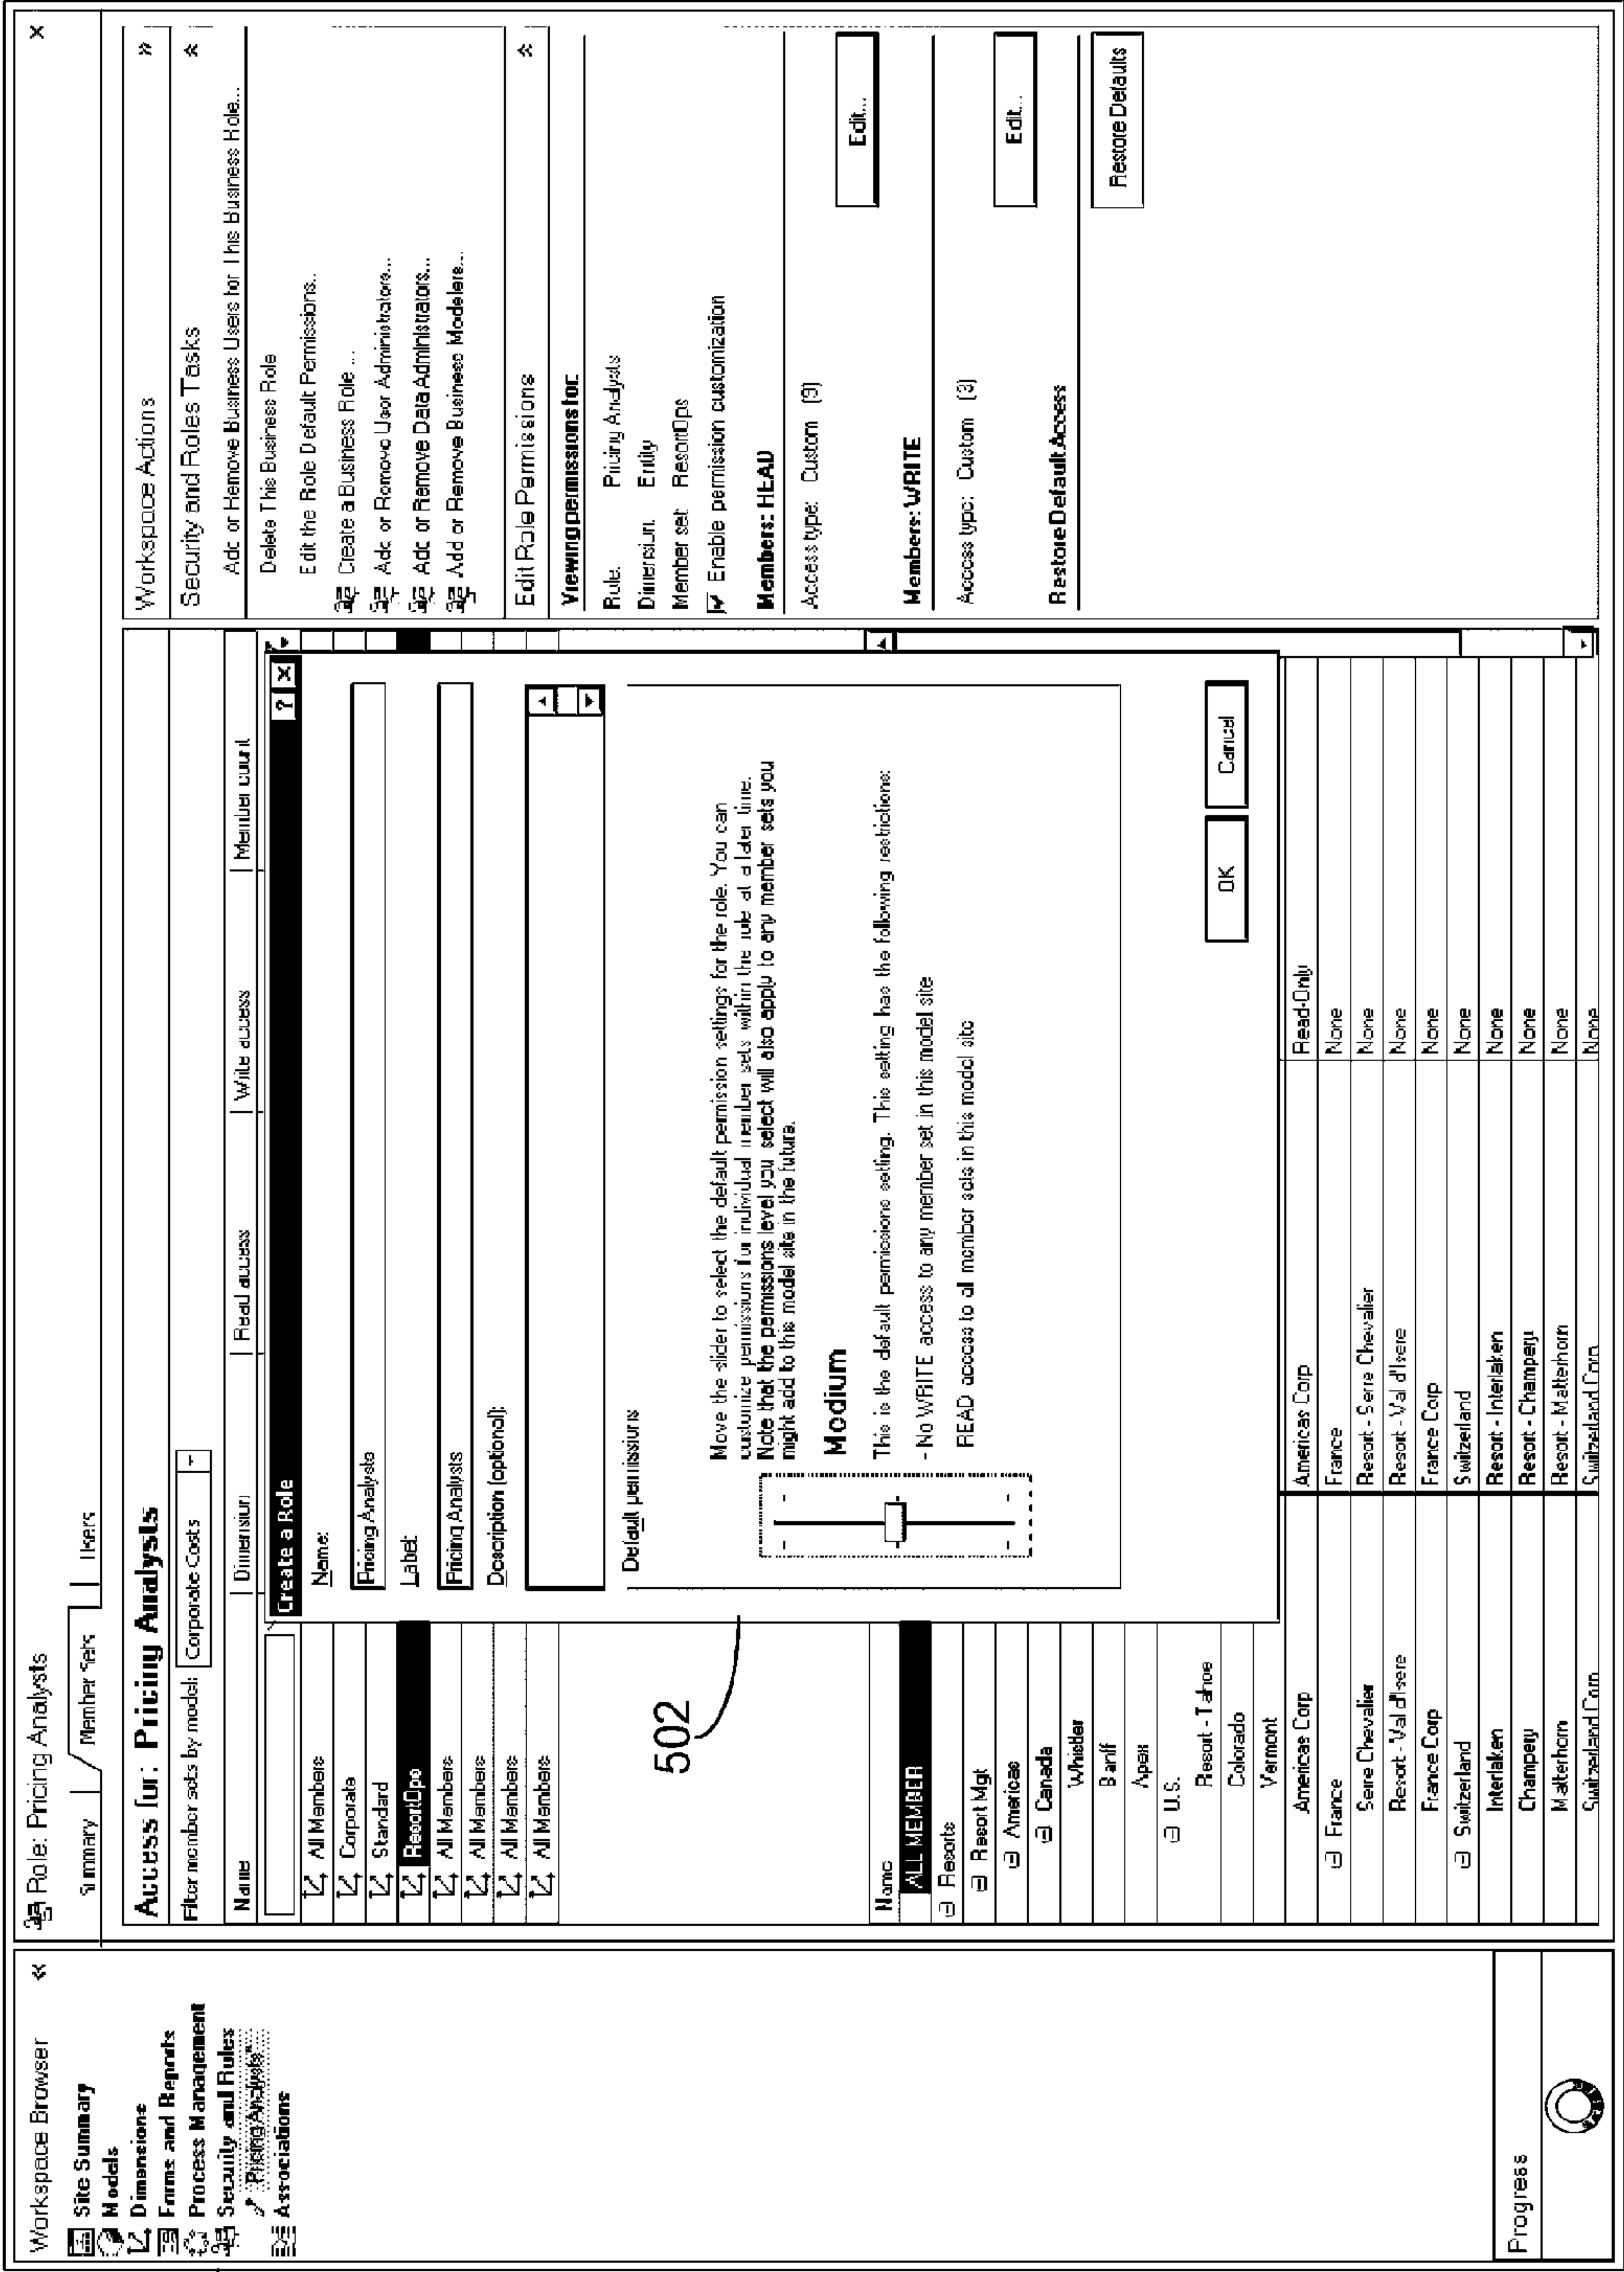 Workspace Browser «
Site Summary
Models
Dimensions
Forms and Reports
Process Management
Security and Roles
Pricing Analysts
Associations
Progress
Role: Pricing Analysts x
Summary Member Sets Users
Access for: Pricing Analysts
Filter member sets by model: Corporate Costs
Name Dimension Read access Write access Member count
All Members
Corporate
Standard
ResortOps
All Members
All Members
All Members
All Members
Create a Role ? X
Name:
Pricing Analysts
Label:
Pricing Analysts
Description (optional):
Default permissions
Move the slider to select the default permission settings for the role. You can
customize permissions for individual member sets within the role at a later time.
Note that the permissions level you select will also apply to any member sets you
might add to this model site in the future.
Medium
This is the default permissions setting. This setting has the following restrictions:
- No WRITE access to any member set in this model site
READ access to all member sets in this model site
OK Cancel
502
Name
ALL MEMBER
Resorts
Resort Mgt
Americas
Canada
Whistler
Banff
Apex
U.S.
Resort - Tahoe
Colorado
Vermont
Americas Corp Americas Corp Read-Only
France France None
Serre Chevalier Resort - Serre Chevalier None
Resort - Val d'Isere Resort - Val d'Isere None
France Corp France Corp None
Switzerland Switzerland None
Interlaken Resort - Interlaken None
Champery Resort - Champery None
Matterhorn Resort - Matterhorn None
Switzerland Corp Switzerland Corp None
Workspace Actions »
Security and Roles Tasks
Add or Remove Business Users for This Business Role...
Delete This Business Role
Edit the Role Default Permissions..
Create a Business Role ...
Add or Remove User Administrators...
Add or Remove Data Administrators...
Add or Remove Business Modelers...
Edit Role Permissions
Viewing permissions for:
Role: Pricing Analysts
Dimension: Entity
Member set: ResortOps
Enable permission customization
Members: READ
Access type: Custom (9)
Edit...
Members: WRITE
Access type: Custom (3)
Edit...
Restore Default Access
Restore Defaults